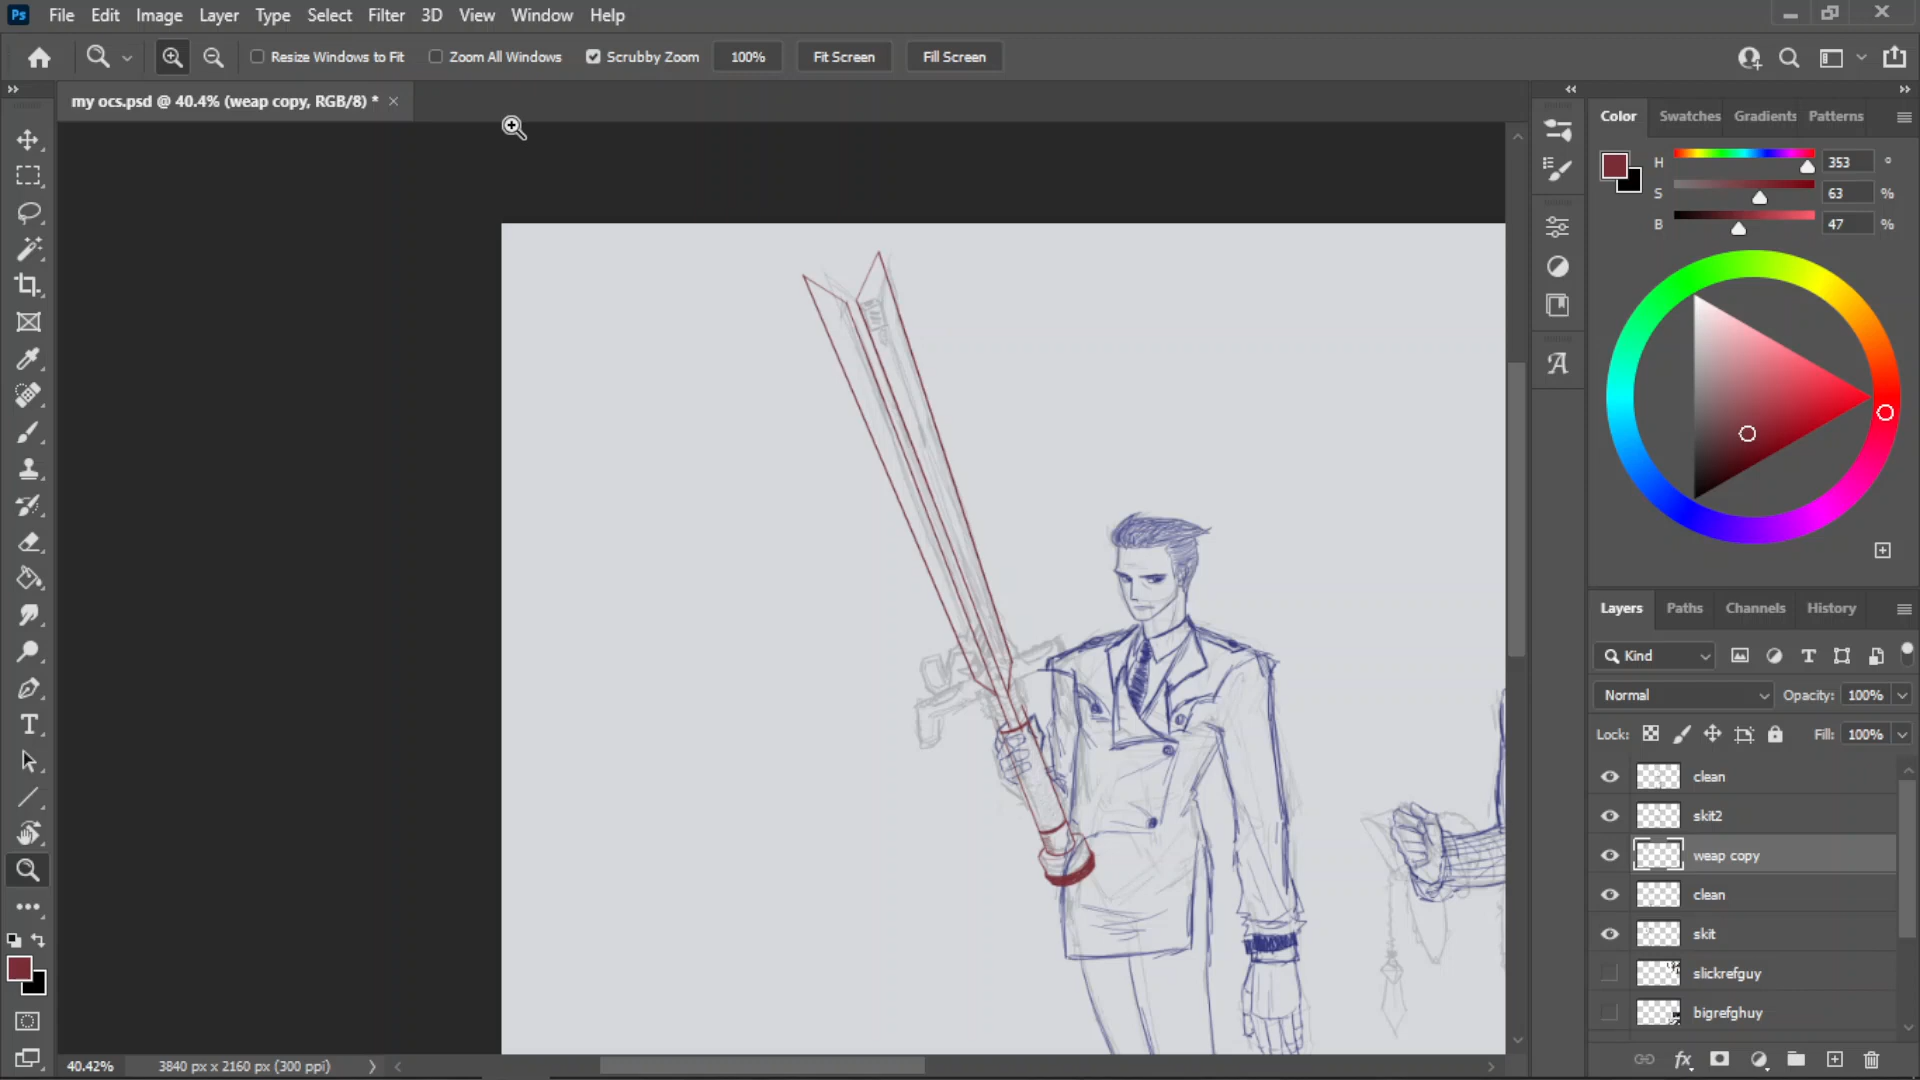 Ps File Edit Image Layer Type Select Filter 3D View Window Help
Resize Windows to Fit Zoom All Windows Scrubby Zoom 100% Fit Screen Fill Screen
my ocs.psd @ 40.4% (weap copy, RGB/8) * ×
Color Swatches Gradients Patterns
H 353 °
S 63 %
B 47 %
Layers Paths Channels History
Kind
Normal Opacity: 100%
Lock: Fill: 100%
clean
skit2
weap copy
clean
skit
slickrefguy
bigrefghuy
40.42% 3840 px x 2160 px (300 ppi)